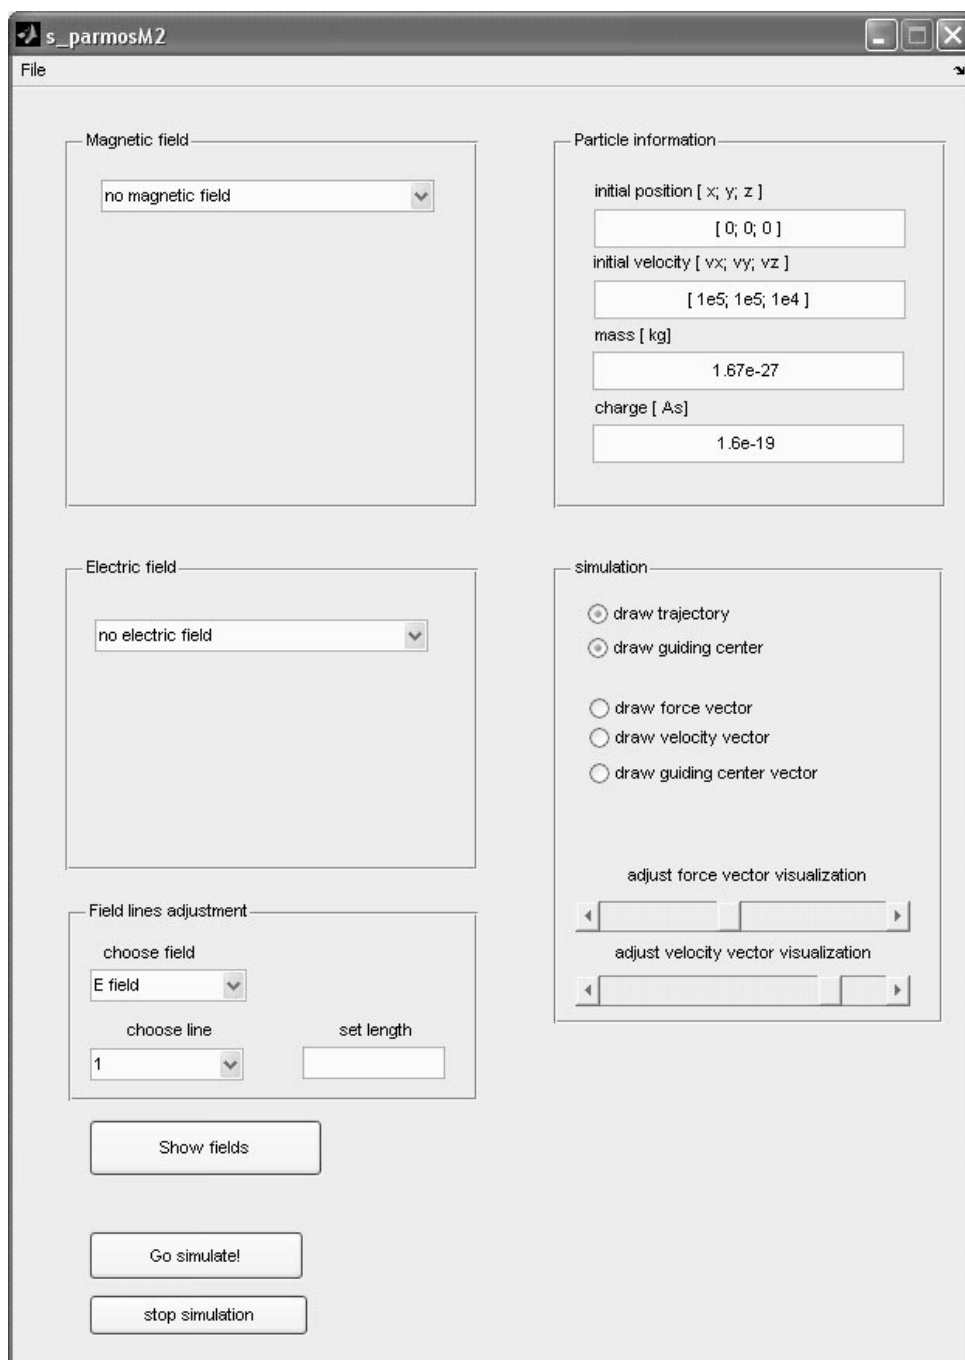 s_parmosM2
File
Magnetic field
no magnetic field
Particle information
initial position [ x; y; z ]
[ 0; 0; 0 ]
initial velocity [ vx; vy; vz ]
[ 1e5; 1e5; 1e4 ]
mass [ kg]
1.67e-27
charge [ As]
1.6e-19
Electric field
no electric field
simulation
draw trajectory
draw guiding center
draw force vector
draw velocity vector
draw guiding center vector
adjust force vector visualization
adjust velocity vector visualization
Field lines adjustment
choose field
E field
choose line
set length
1
Show fields
Go simulate!
stop simulation